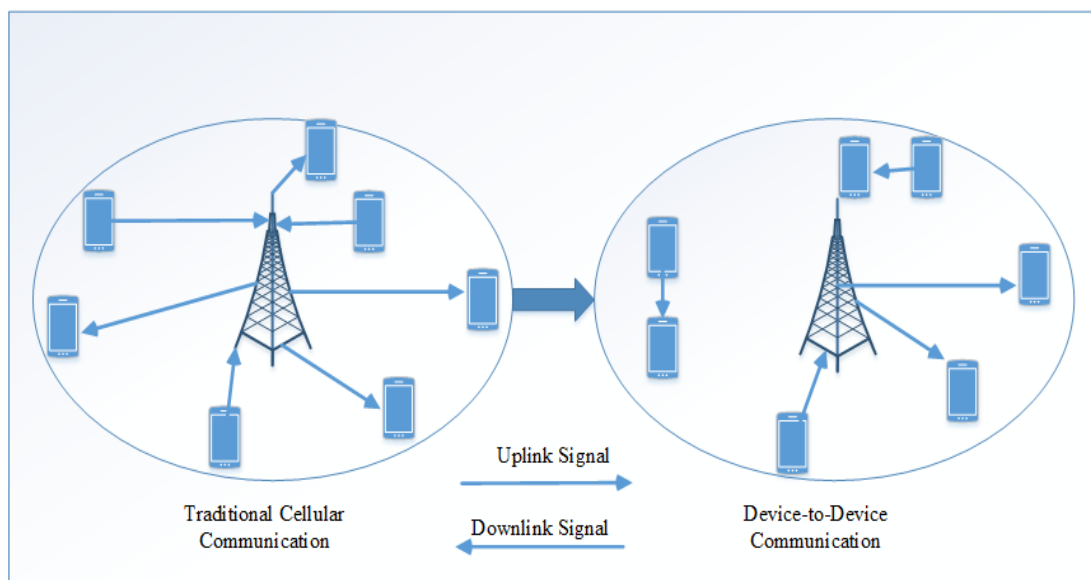 Uplink Signal
Traditional Cellular
Communication
Downlink Signal
Device-to-Device
Communication